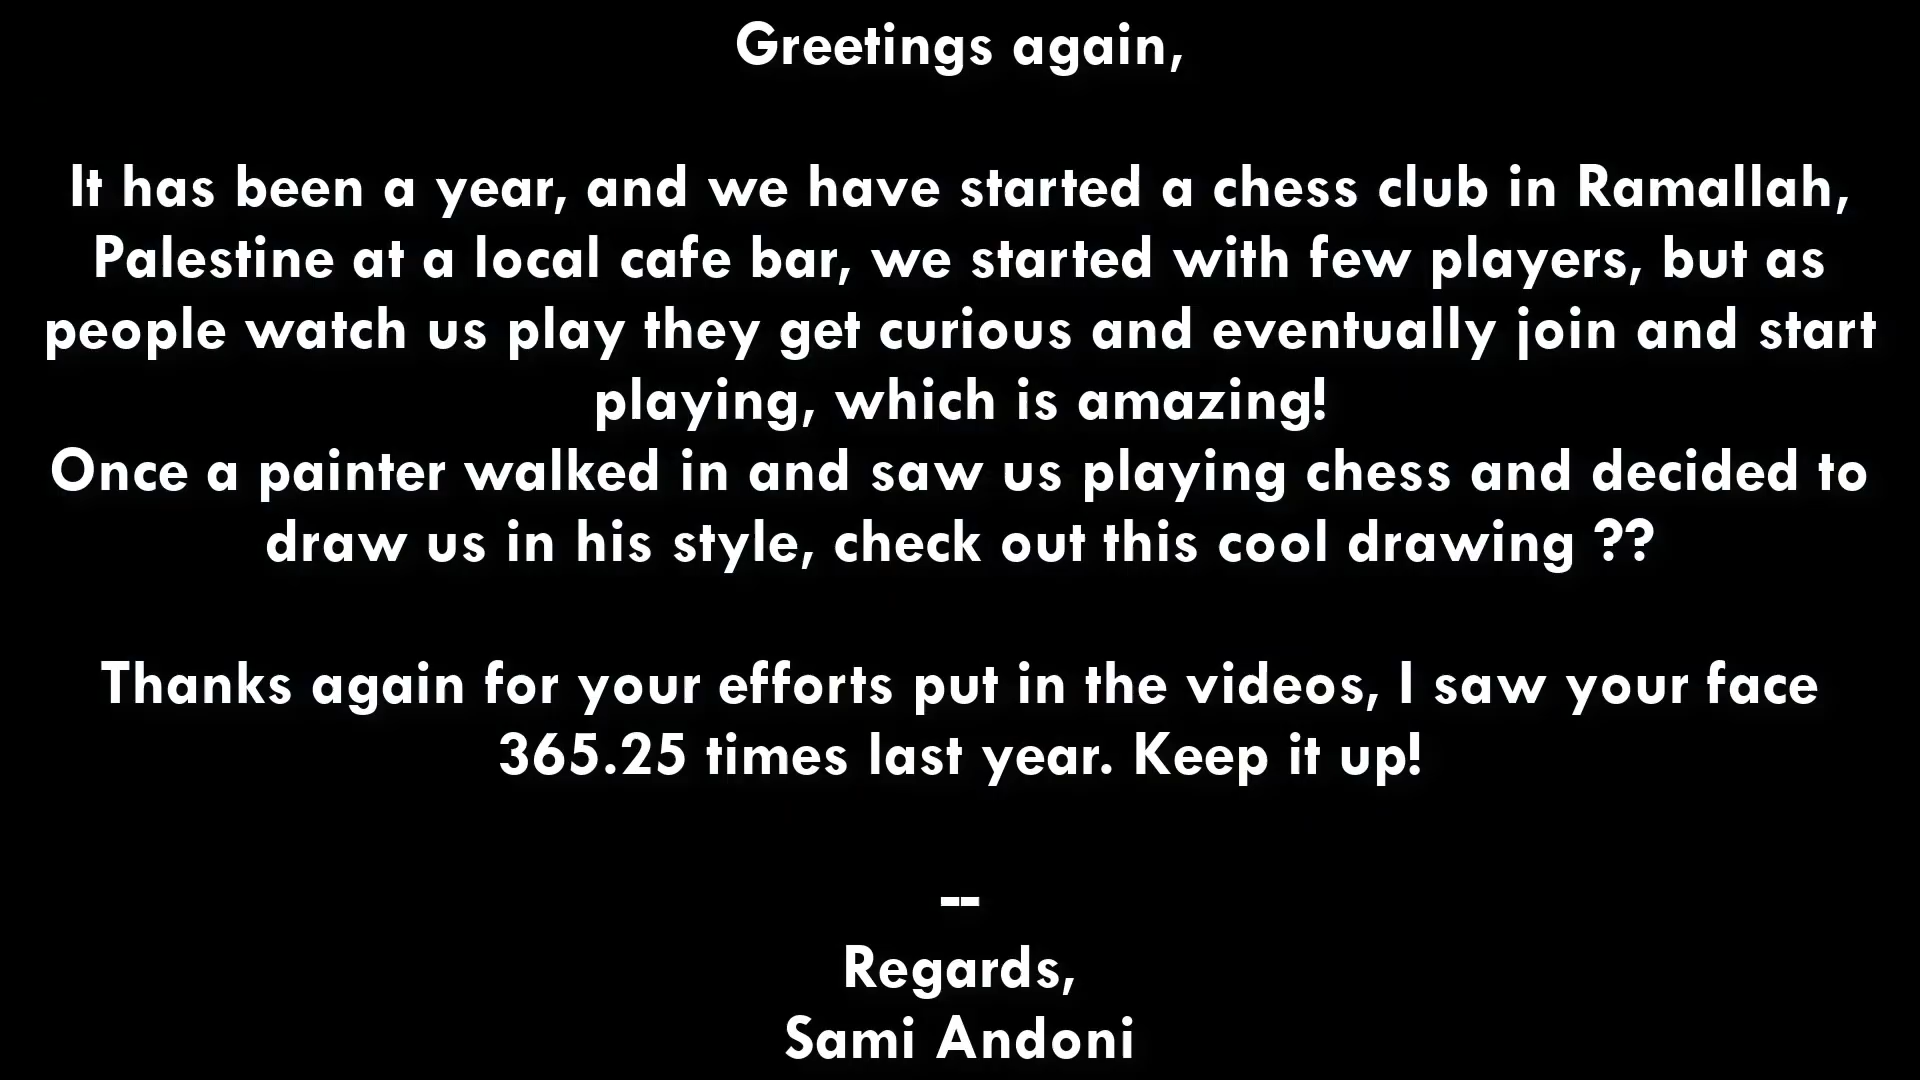 Greetings again,
It has been a year, and we have started a chess club in Ramallah,
Palestine at a local cafe bar, we started with few players, but as
people watch us play they get curious and eventually join and start
playing, which is amazing!
Once a painter walked in and saw us playing chess and decided to
draw us in his style, check out this cool drawing ??
Thanks again for your efforts put in the videos, I saw your face
365.25 times last year. Keep it up!
--
Regards,
Sami Andoni